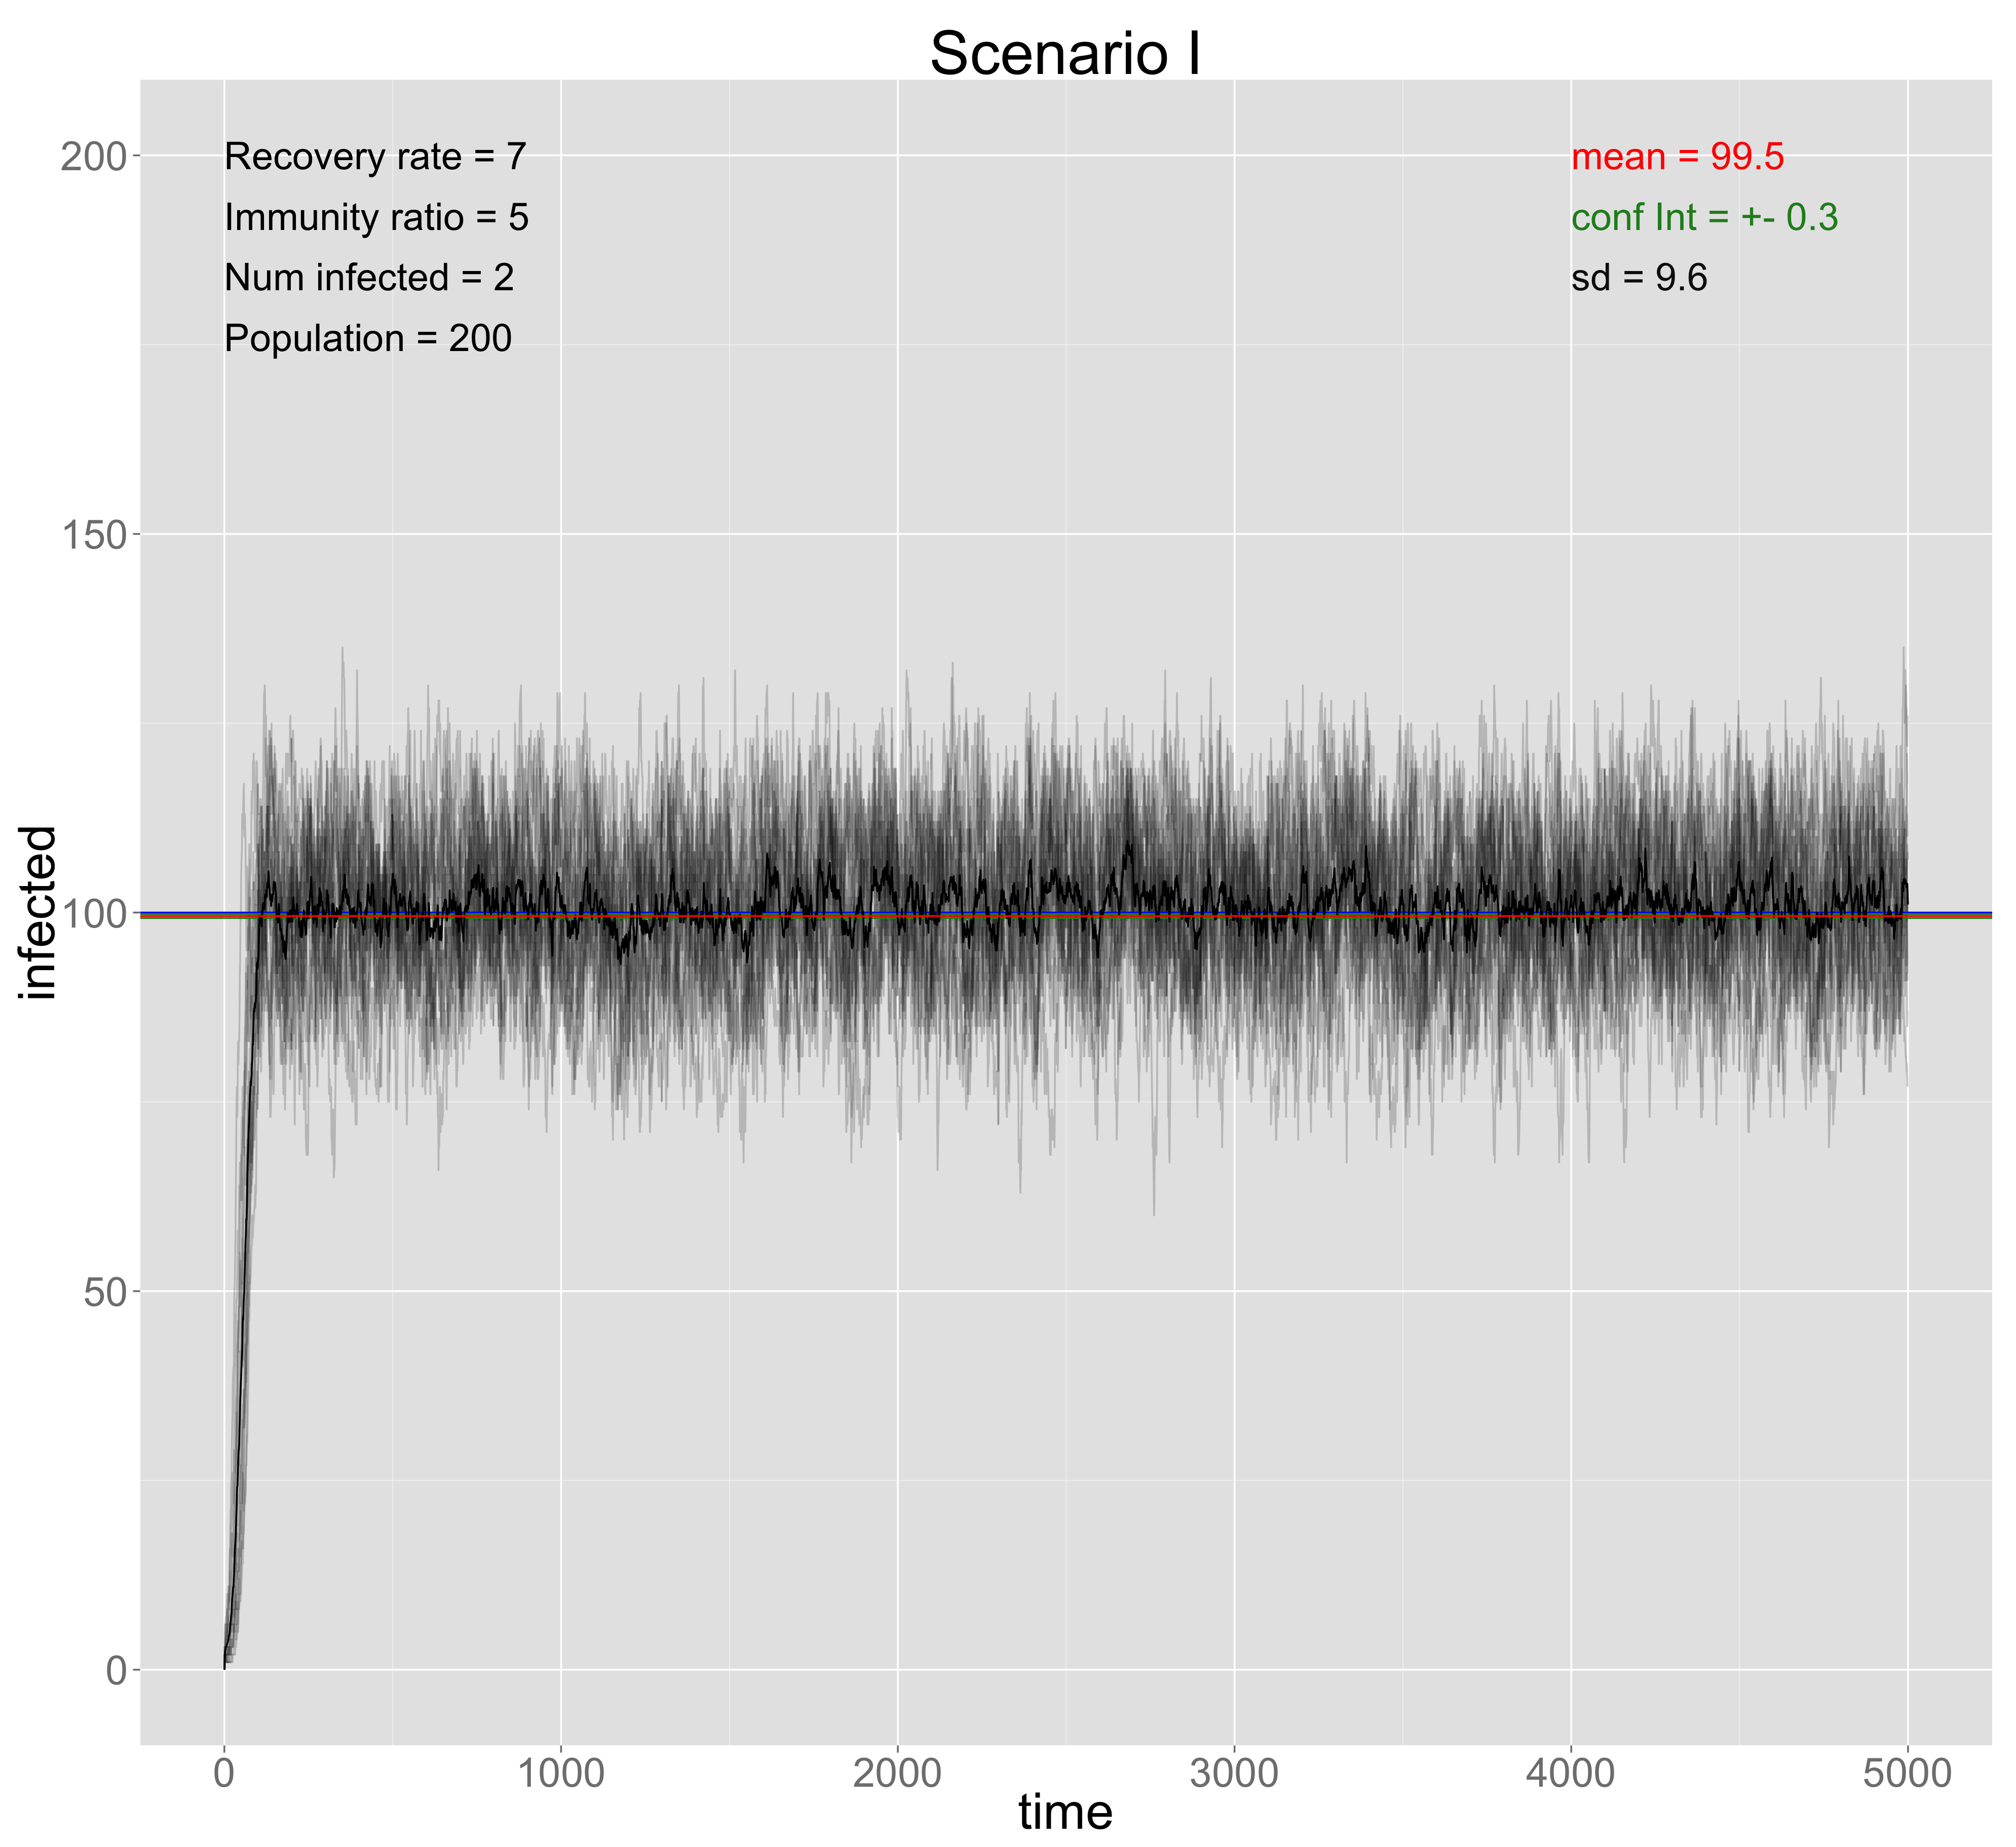 Scenario I
Recovery rate = 7
Immunity ratio = 5
Num infected = 2
Population = 200
mean = 99.5
conf Int = +- 0.3
sd = 9.6
infected
200
150
100
50
0
0 1000 2000 3000 4000 5000
time